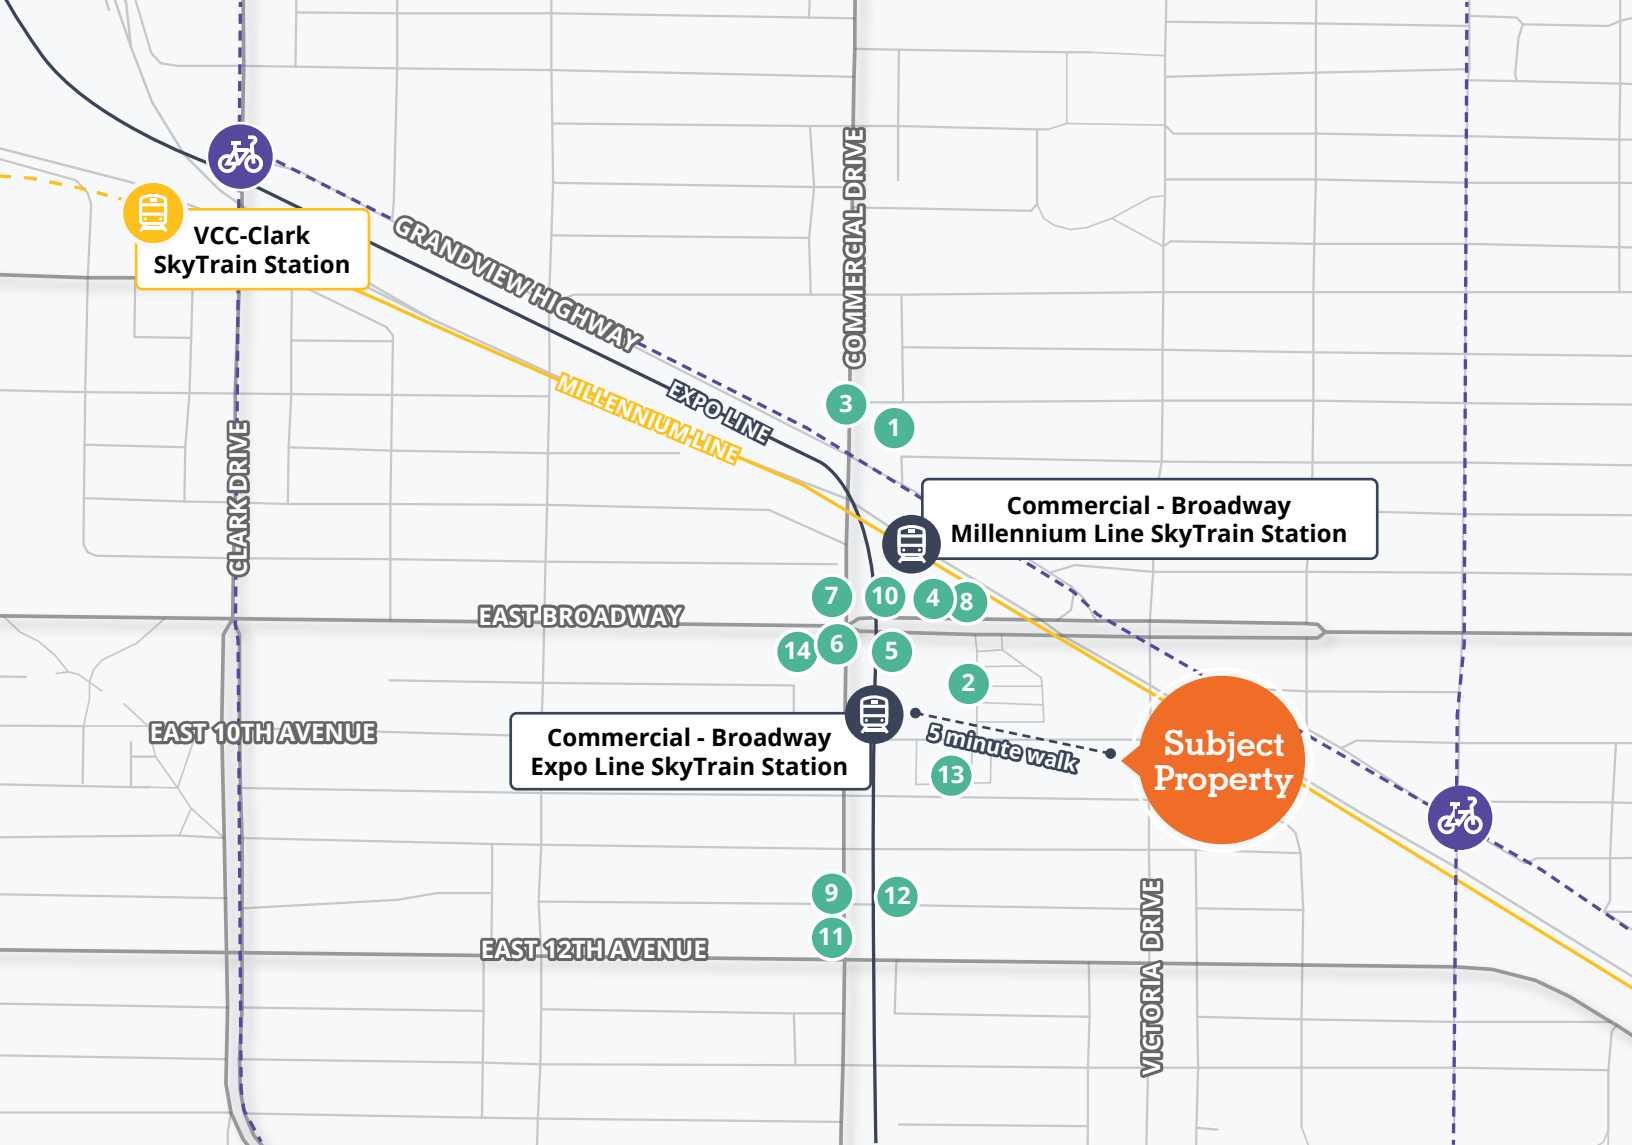 VCC-Clark
SkyTrain Station
GRANDVIEW HIGHWAY
COMMERCIAL DRIVE
MILLENNIUM LINE
EXPO LINE
3
1
CLARK DRIVE
Commercial - Broadway
Millennium Line SkyTrain Station
7
10
4
8
EAST BROADWAY
14
6
5
2
EAST 10TH AVENUE
Commercial - Broadway
Expo Line SkyTrain Station
5 minute walk
13
Subject
Property
9
12
11
EAST 12TH AVENUE
VICTORIA DRIVE